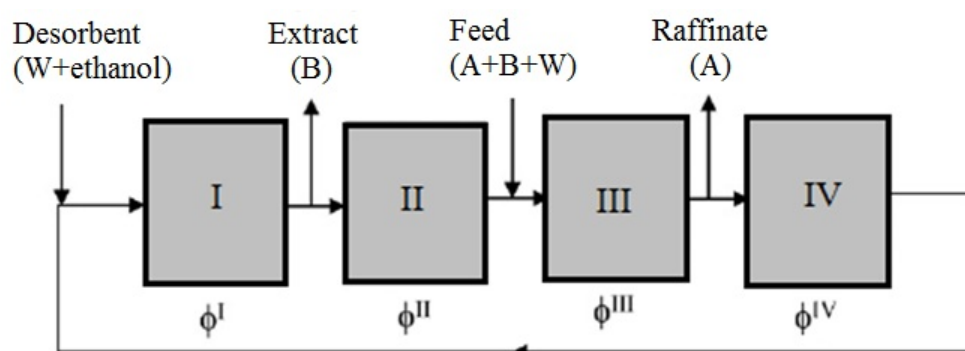 Desorbent
(W+ethanol)
Extract
(B)
Feed
(A+B+W)
Raffinate
(A)
I
II
III
IV
ϕI
ϕII
ϕIII
ϕIV